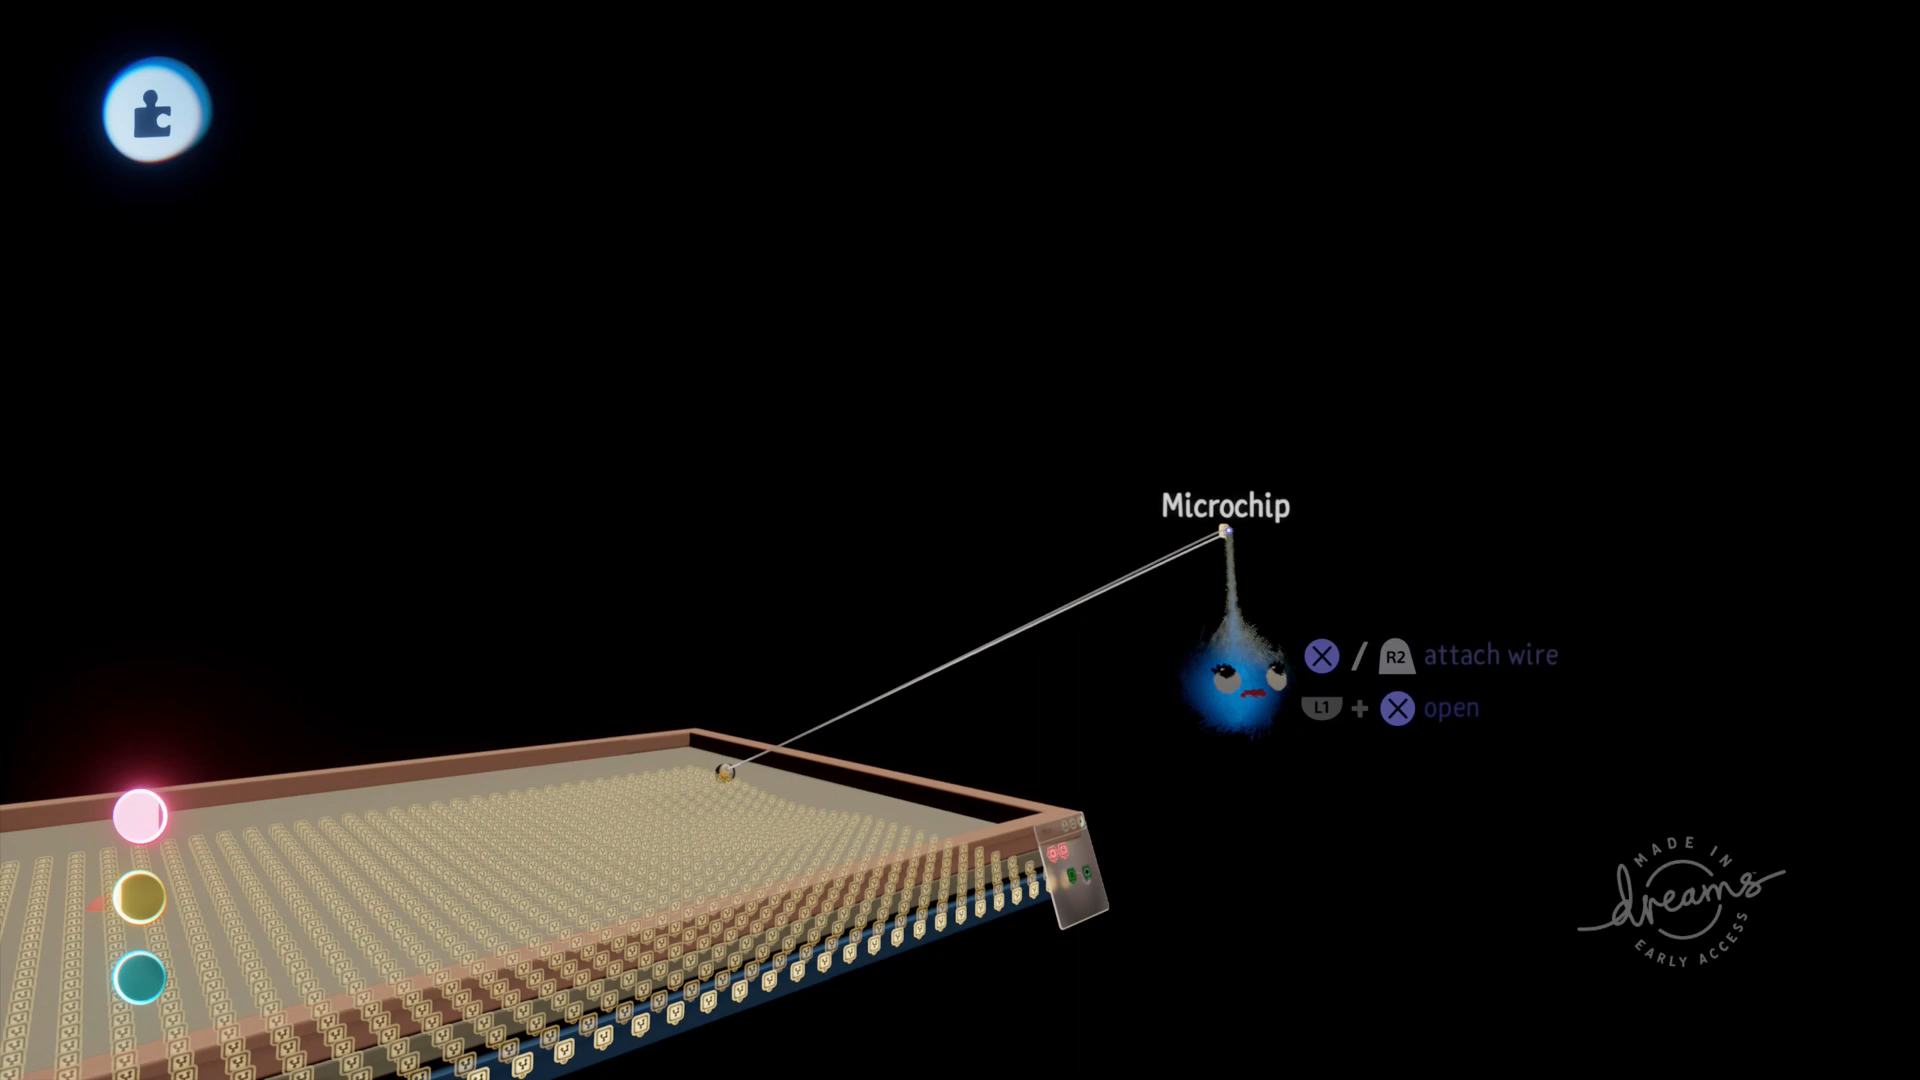 Microchip
/ R2 attach wire
L1 + open
MADE IN
dreams
EARLY ACCESS